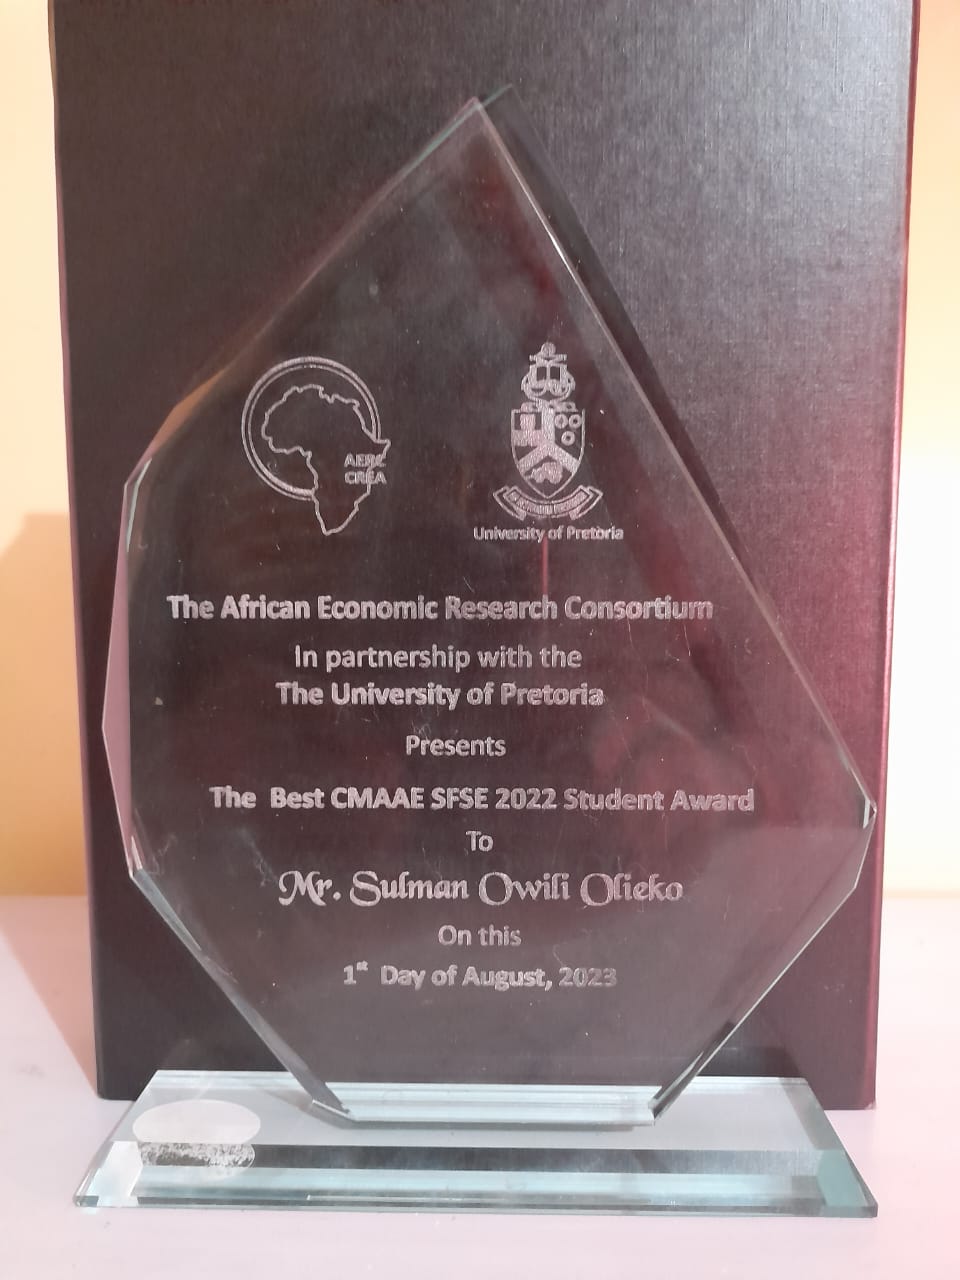 AERC
CREA
University of Pretoria
The African Economic Research Consortium
In partnership with the
The University of Pretoria
Presents
The Best CMAAE SFSE 2022 Student Award
To
Mr. Sulman Owili Olieko
On this
1st Day of August, 2023